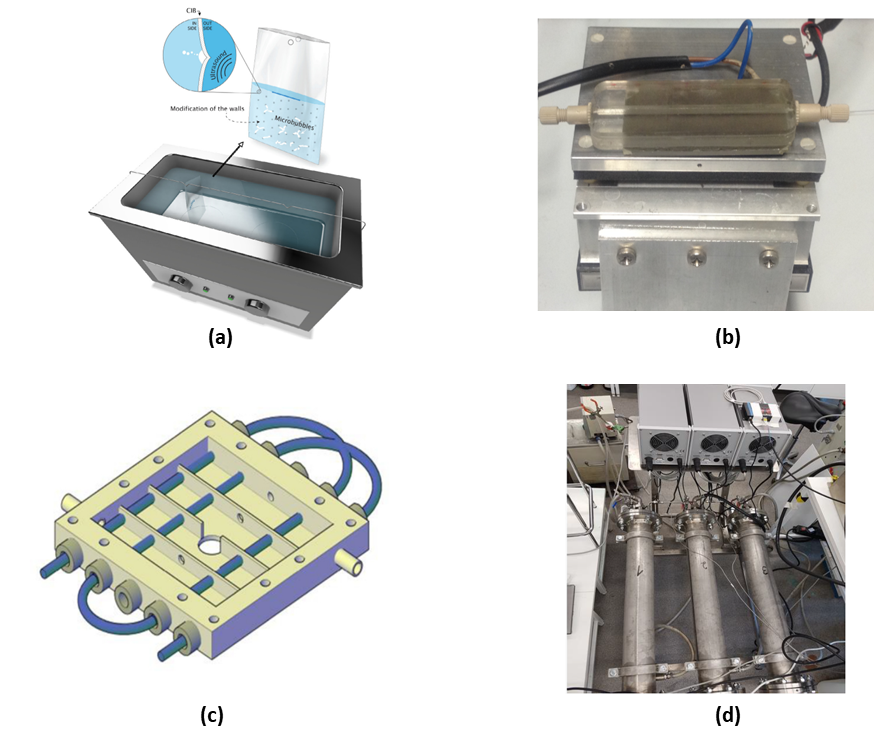 CIB
IN OUT
SIDE SIDE
Ultrasound
Modification of the walls
Microbubbles
(a)
(b)
(c)
(d)